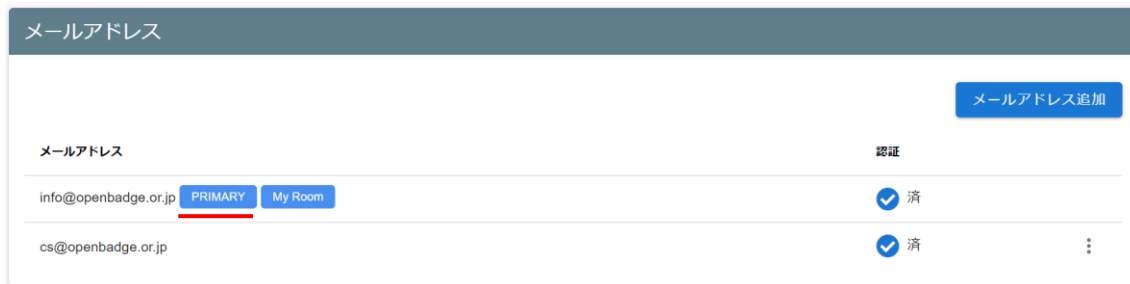 メールアドレス
メールアドレス追加
メールアドレス 認証
info@openbadge.or.jp PRIMARY My Room 済
cs@openbadge.or.jp 済